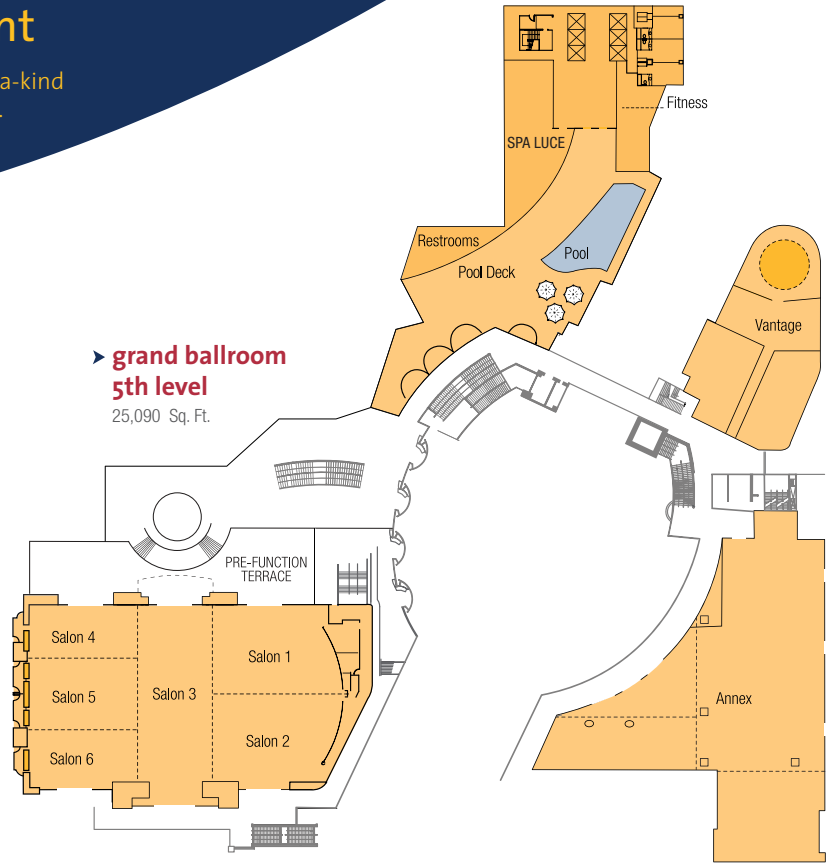 nt
a-kind
Fitness
SPA LUCE
Restrooms
Pool
Pool Deck
Vantage
➤ grand ballroom
5th level
25,090 Sq. Ft.
PRE-FUNCTION
TERRACE
Salon 4
Salon 1
Salon 5
Salon 3
Annex
Salon 2
Salon 6